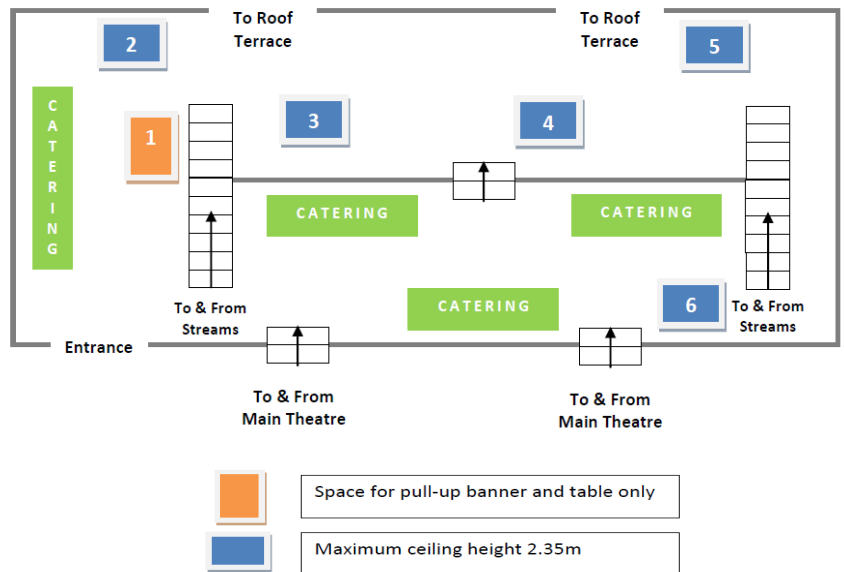 To Roof
Terrace
To Roof
Terrace
2
5
CATERING
1
3
4
CATERING
CATERING
CATERING
6
To & From
Streams
To & From
Streams
Entrance
To & From
Main Theatre
To & From
Main Theatre
Space for pull-up banner and table only
Maximum ceiling height 2.35m